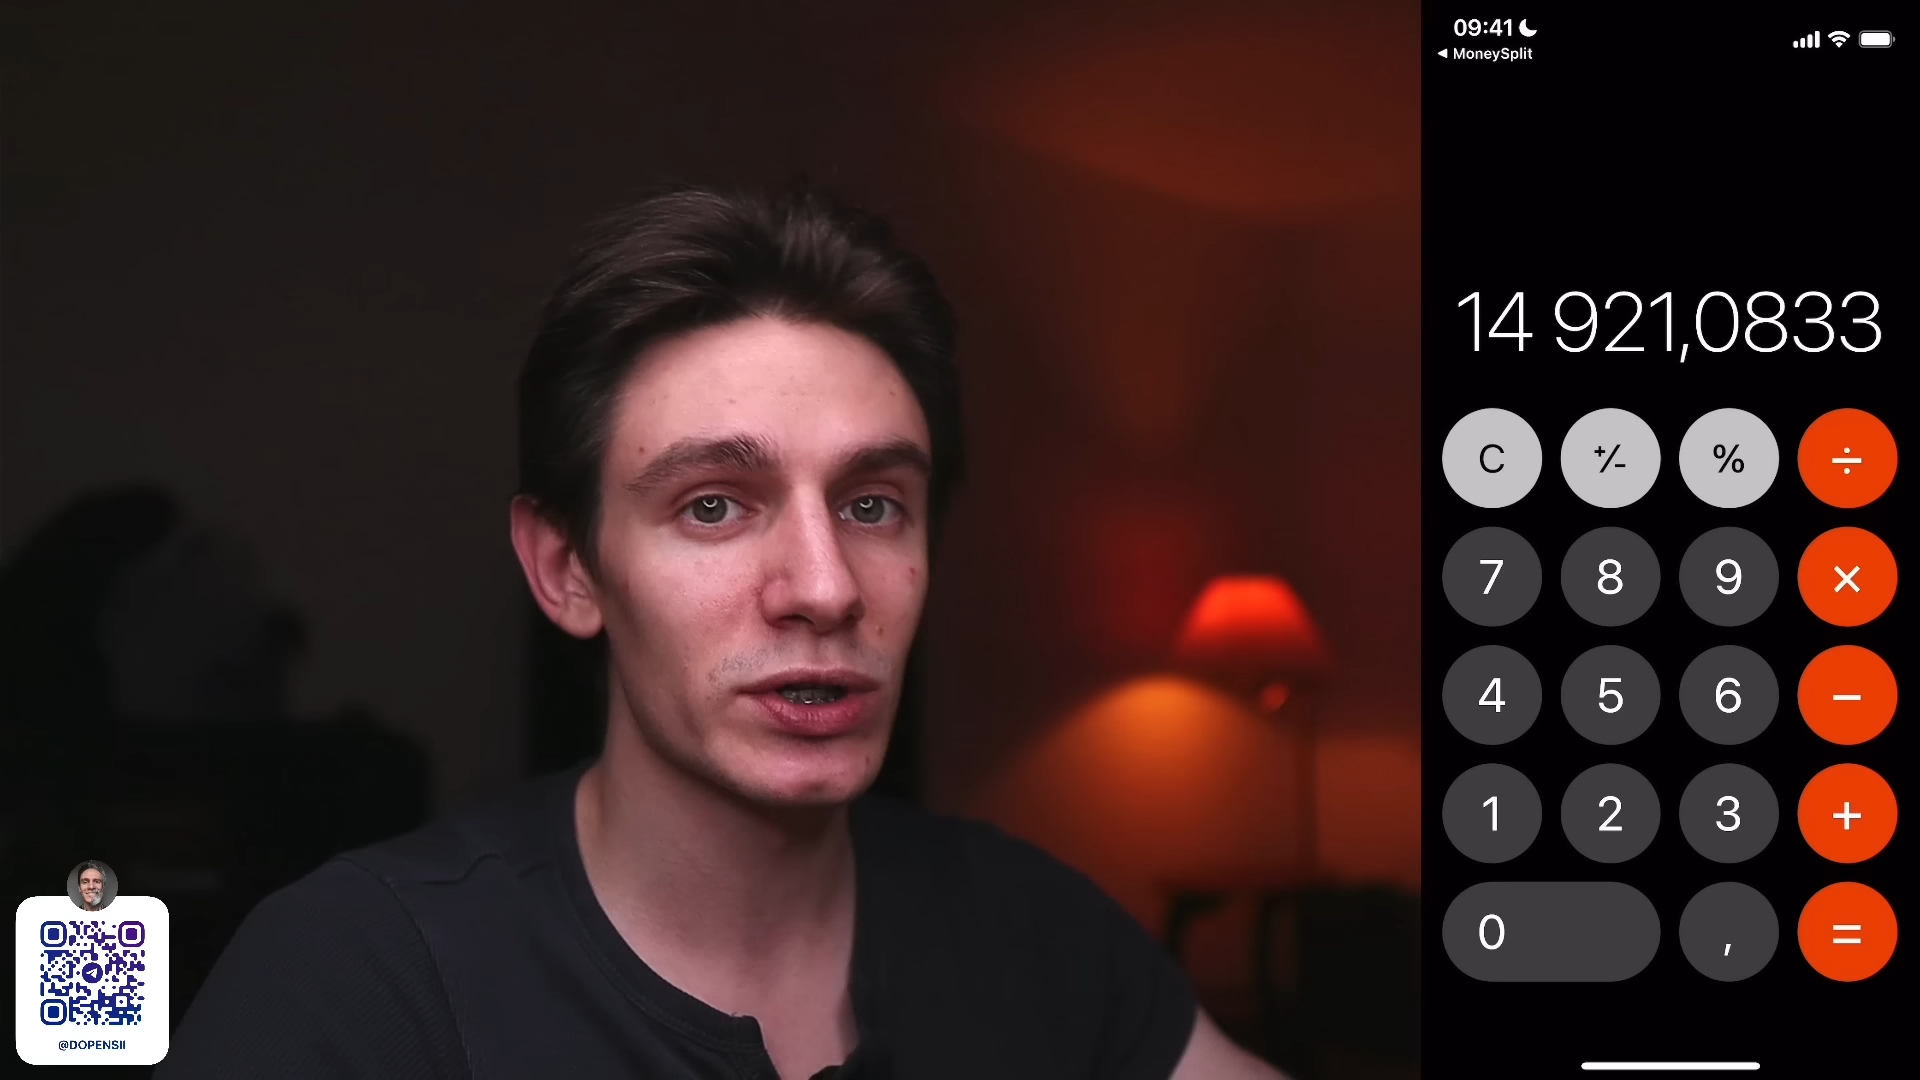 09:41
◀ MoneySplit
14 921,0833
C ⁺∕₋ % ÷
7 8 9 ×
4 5 6 −
1 2 3 +
0 , =
@DOPENSII